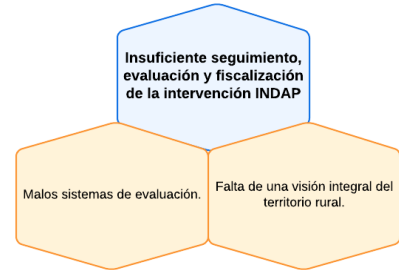 Insuficiente seguimiento,
evaluación y fiscalización
de la intervención INDAP
Malos sistemas de evaluación.
Falta de una visión integral del
territorio rural.